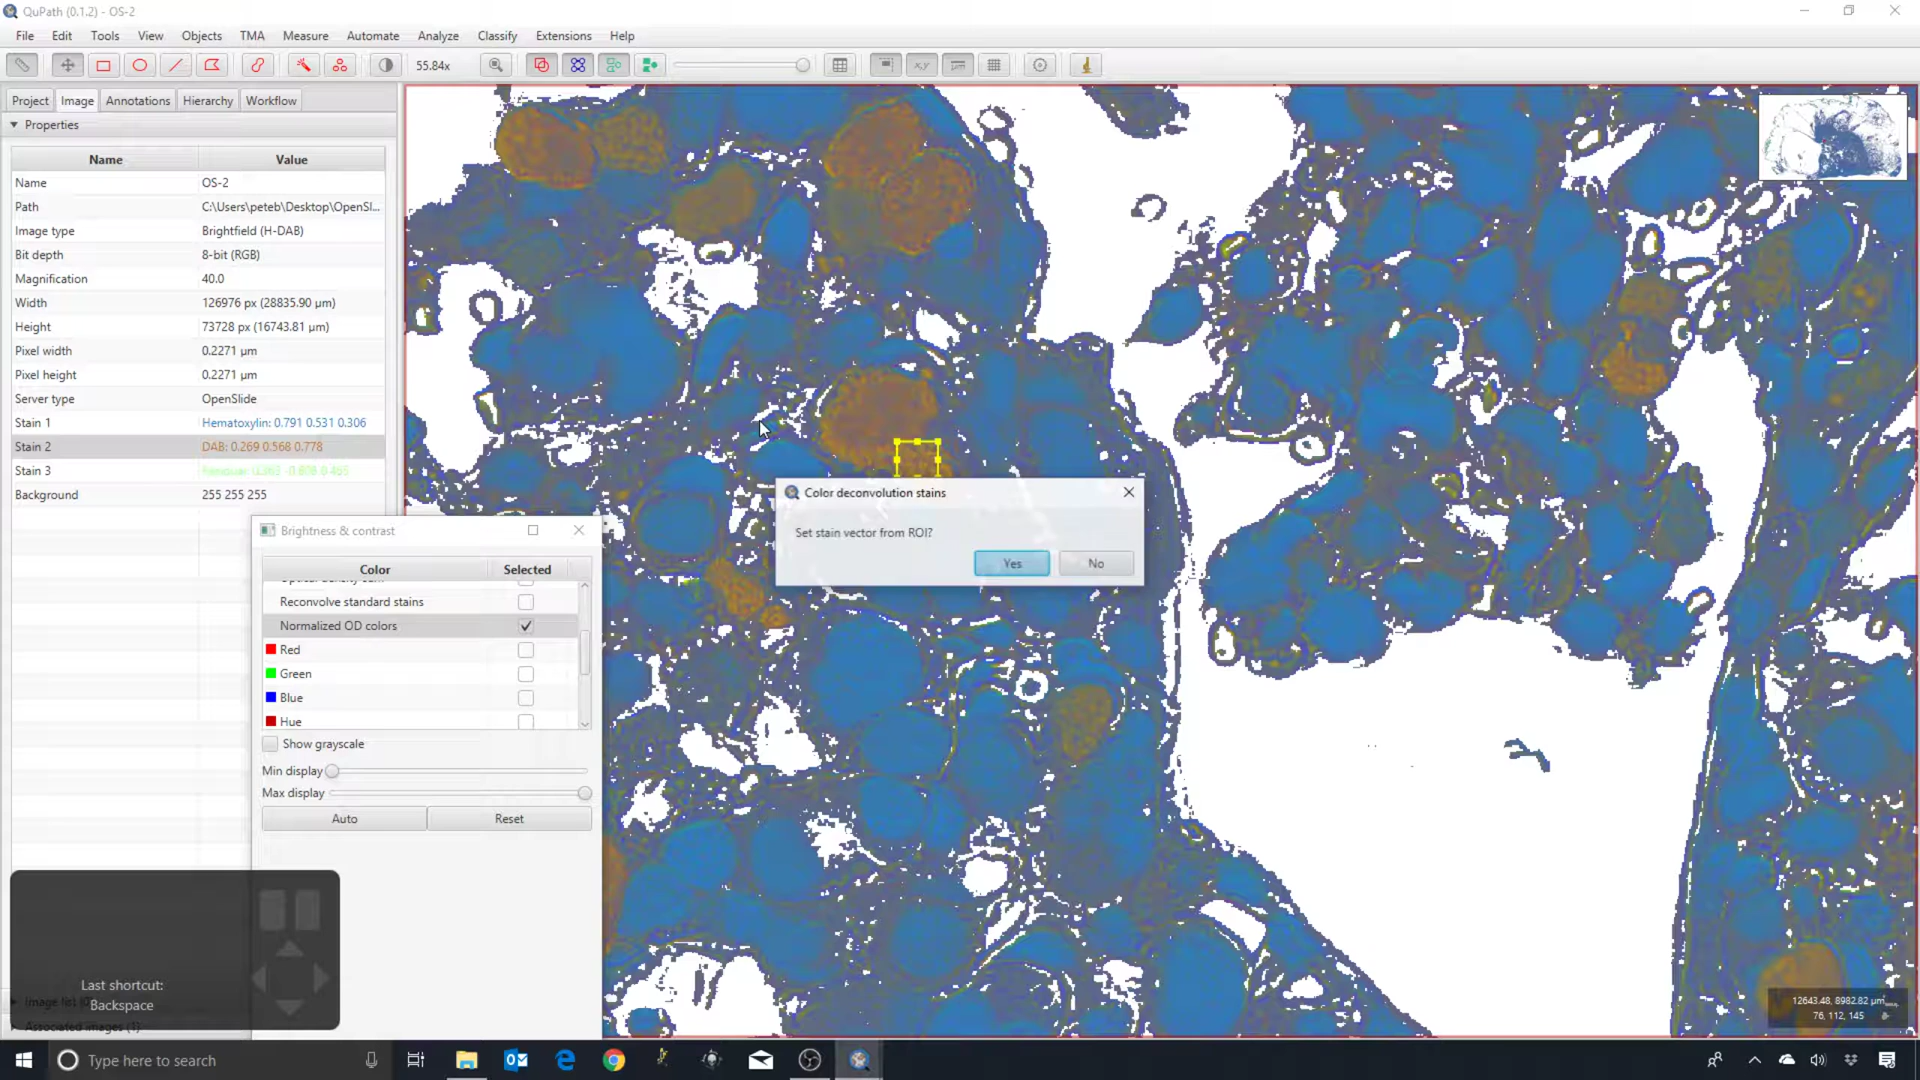 QuPath (0.1.2) - OS-2
File Edit Tools View Objects TMA Measure Automate Analyze Classify Extensions Help
55.84x
x,y
Project Image Annotations Hierarchy Workflow
Properties
Name Value
Name OS-2
Path C:\Users\peteb\Desktop\OpenSl...
Image type Brightfield (H-DAB)
Bit depth 8-bit (RGB)
Magnification 40.0
Width 126976 px (28835.90 µm)
Height 73728 px (16743.81 µm)
Pixel width 0.2271 µm
Pixel height 0.2271 µm
Server type OpenSlide
Stain 1 Hematoxylin: 0.791 0.531 0.306
Stain 2 DAB: 0.269 0.568 0.778
Stain 3
Background 255 255 255
Color deconvolution stains
Set stain vector from ROI?
Yes No
Brightness & contrast
Color Selected
Reconvolve standard stains
Normalized OD colors
Red
Green
Blue
Hue
Show grayscale
Min display
Max display
Auto Reset
Last shortcut:
Backspace
Associated images (1)
12643.48, 8982.82 µm
76, 112, 145
Type here to search